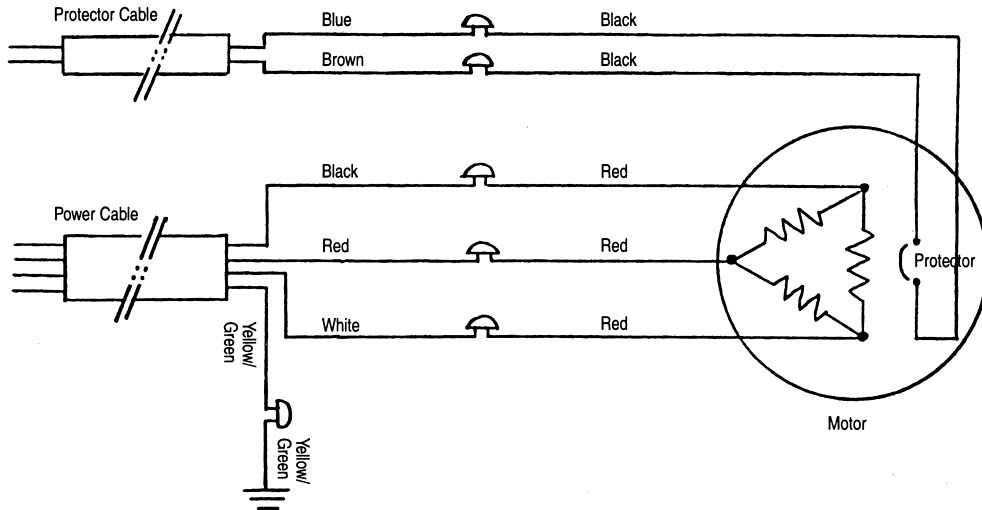 Protector Cable
Blue
Black
Brown
Black
Black
Red
Power Cable
Red
Red
Protector
White
Red
Yellow/
Green
Motor
Yellow/
Green